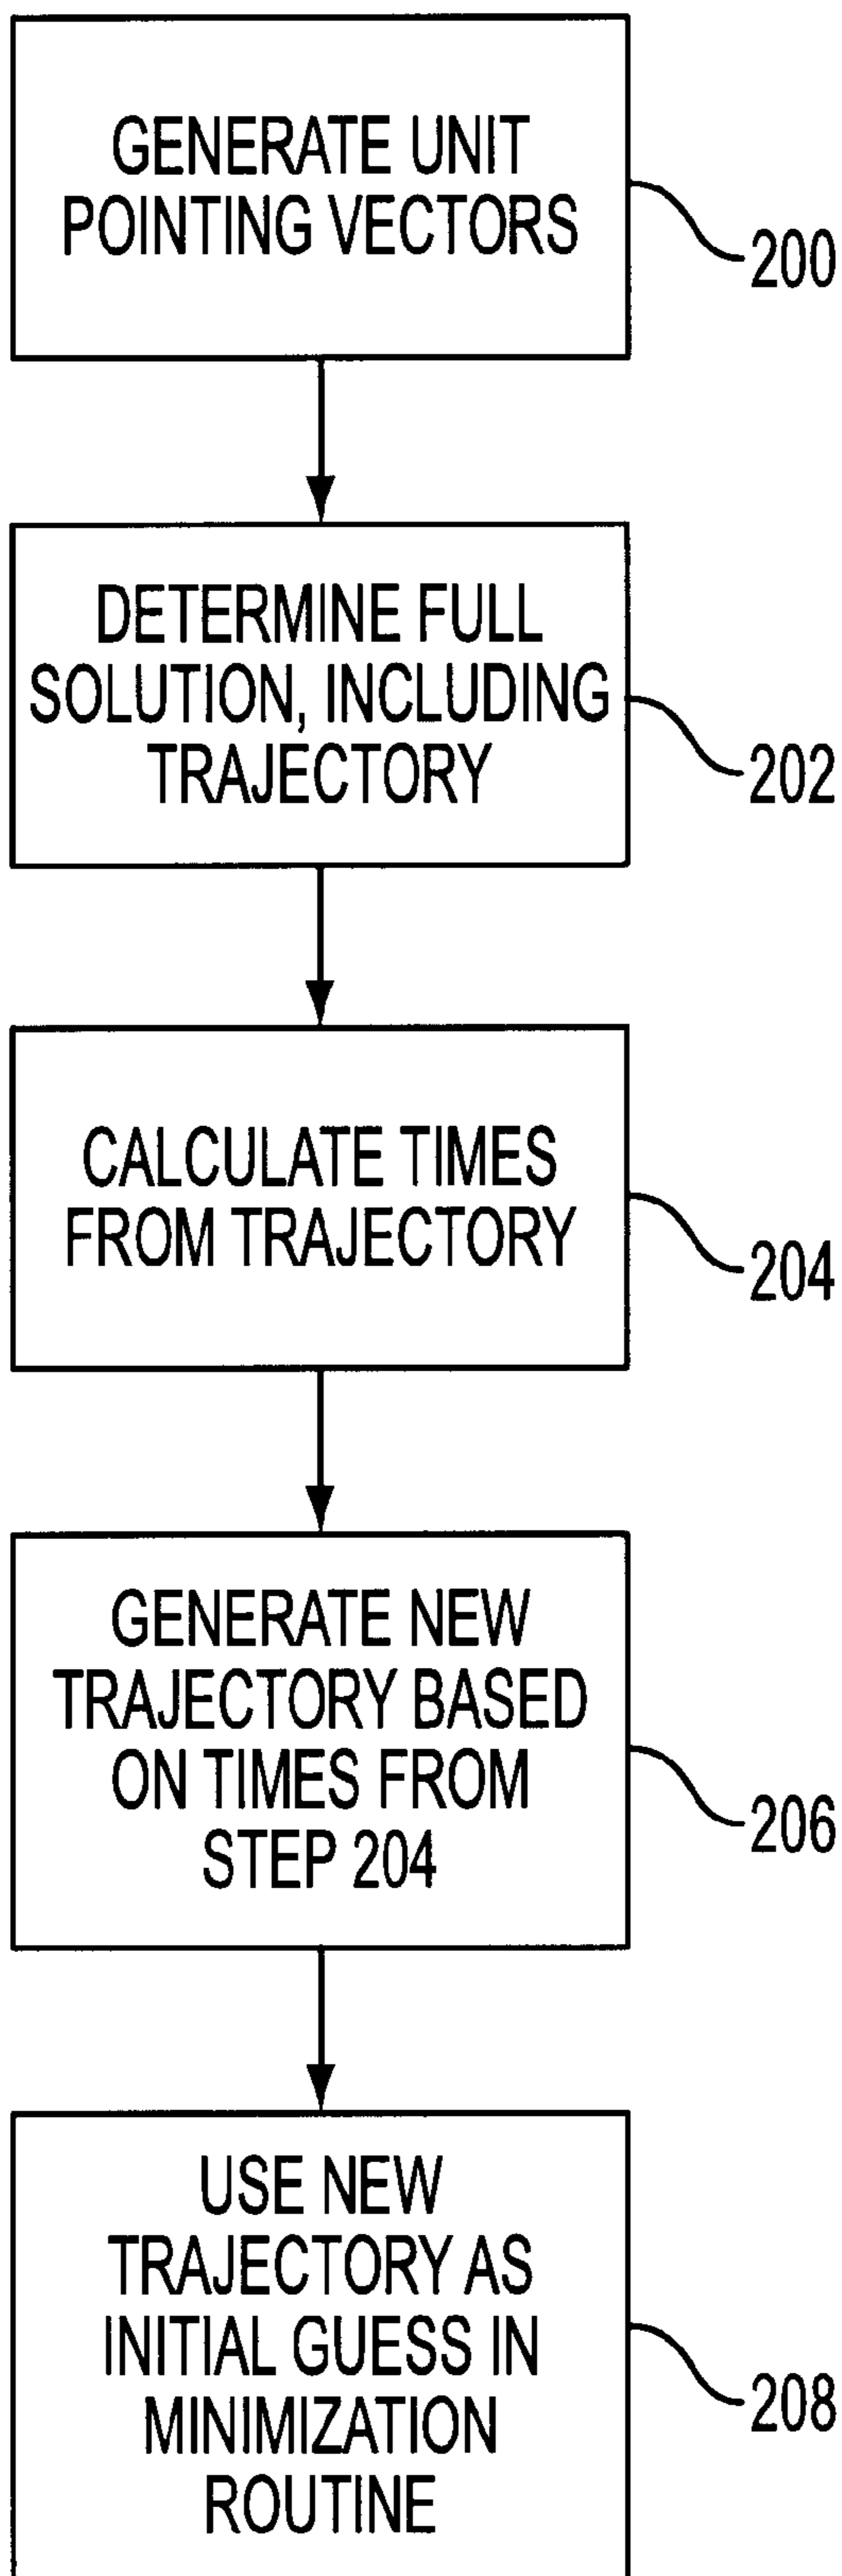 GENERATE UNIT
POINTING VECTORS
200
DETERMINE FULL
SOLUTION, INCLUDING
TRAJECTORY
202
CALCULATE TIMES
FROM TRAJECTORY
204
GENERATE NEW
TRAJECTORY BASED
ON TIMES FROM
STEP 204
206
USE NEW
TRAJECTORY AS
INITIAL GUESS IN
MINIMIZATION
ROUTINE
208